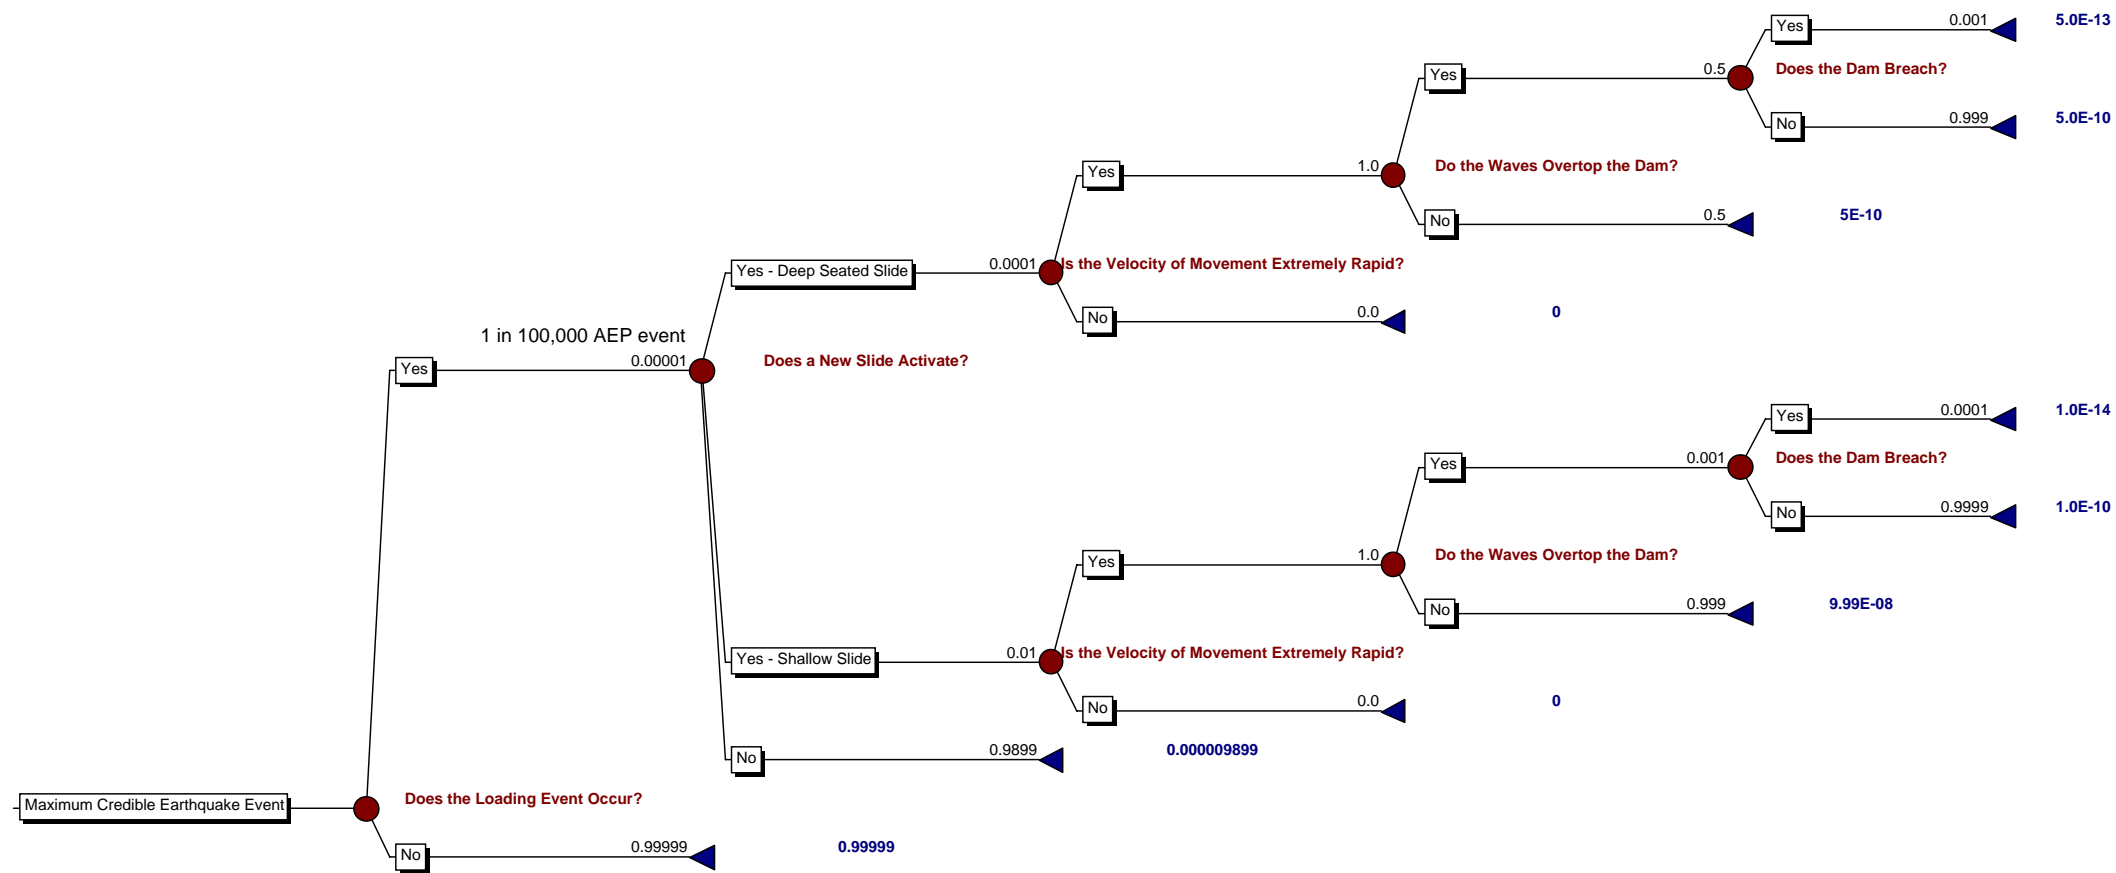 Yes
0.001
5.0E-13
Yes
0.5
Does the Dam Breach?
No
0.999
5.0E-10
Yes
1.0
Do the Waves Overtop the Dam?
No
0.5
5E-10
Yes - Deep Seated Slide
0.0001
Is the Velocity of Movement Extremely Rapid?
No
0.0
0
1 in 100,000 AEP event
Yes
0.00001
Does a New Slide Activate?
Yes
0.0001
1.0E-14
Yes
0.001
Does the Dam Breach?
No
0.9999
1.0E-10
Yes
1.0
Do the Waves Overtop the Dam?
No
0.999
9.99E-08
Yes - Shallow Slide
0.01
Is the Velocity of Movement Extremely Rapid?
No
0.0
0
No
0.9899
0.000009899
Maximum Credible Earthquake Event
Does the Loading Event Occur?
No
0.99999
0.99999